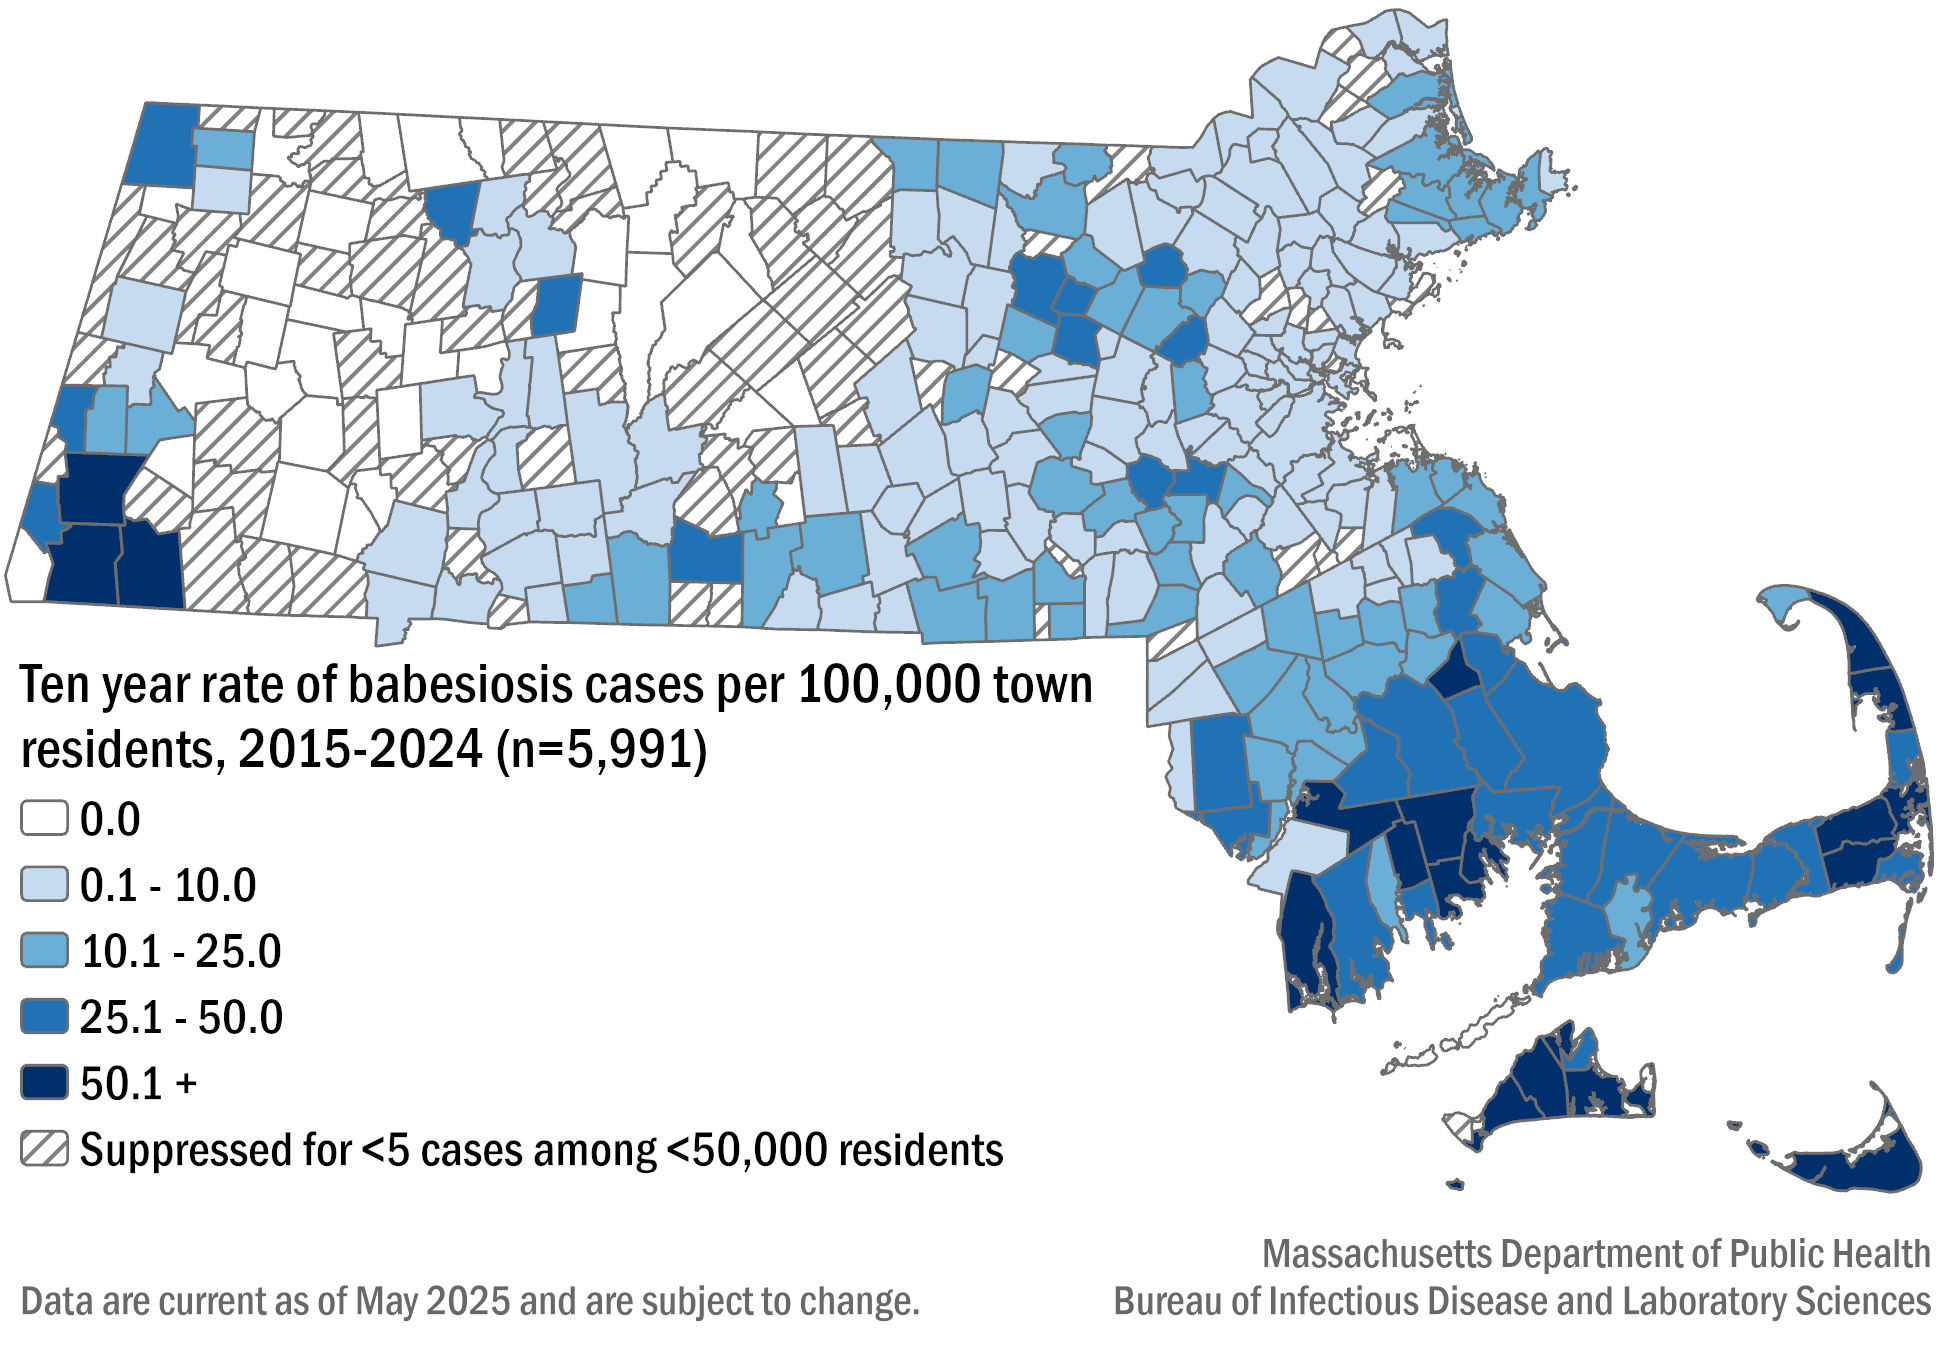 Ten year rate of babesiosis cases per 100,000 town
residents, 2015-2024 (n=5,991)
0.0
0.1 - 10.0
10.1 - 25.0
25.1 - 50.0
50.1 +
Suppressed for <5 cases among <50,000 residents
Massachusetts Department of Public Health
Data are current as of May 2025 and are subject to change.
Bureau of Infectious Disease and Laboratory Sciences